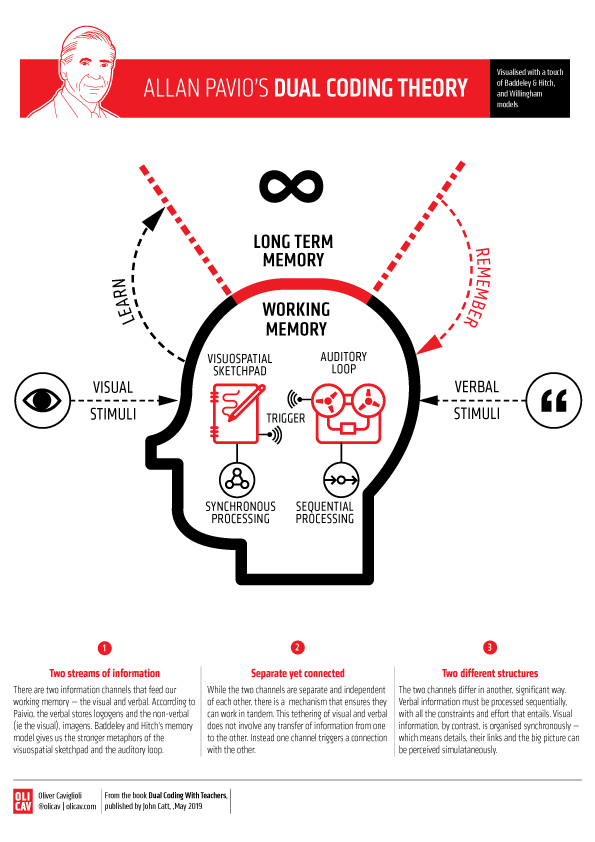 ALLAN PAVIO'S DUAL CODING THEORY
Visualised with a touch
of Baddeley & Hitch,
and Willingham
models
LONG TERM
MEMORY
LEARN
REMEMBER
WORKING
MEMORY
VISUOSPATIAL
SKETCHPAD
AUDITORY
LOOP
VISUAL
STIMULI
TRIGGER
VERBAL
STIMULI
SYNCHRONOUS
PROCESSING
SEQUENTIAL
PROCESSING
1
Two streams of information
There are two information channels that feed our
working memory — the visual and verbal. According to
Paivio, the verbal stores logogens and the non-verbal
(ie the visual), imagens. Baddeley and Hitch's memory
model gives us the stronger metaphors of the
visuospatial sketchpad and the auditory loop.
2
Separate yet connected
While the two channels are separate and independent
of each other, there is a mechanism that ensures they
can work in tandem. This tethering of visual and verbal
does not involve any transfer of information from one
to the other. Instead one channel triggers a connection
with the other.
3
Two different structures
The two channels differ in another, significant way.
Verbal information must be processed sequentially,
with all the constraints and effort that entails. Visual
information, by contrast, is organised synchronously —
which means details, their links and the big picture can
be perceived simulataneously.
OLI
CAV
Oliver Caviglioli
@olicav | olicav.com
From the book Dual Coding With Teachers,
published by John Catt, ,May 2019